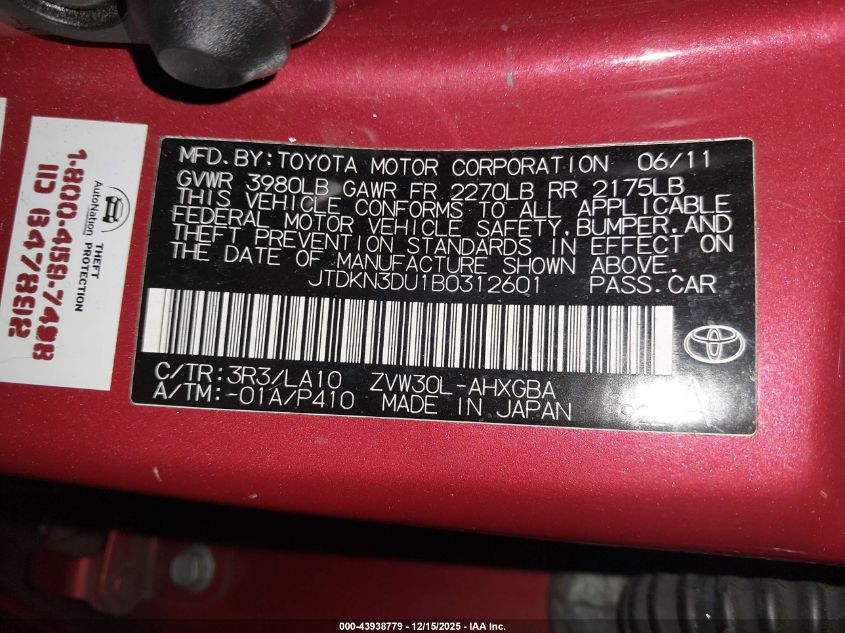 MFD. BY: TOYOTA MOTOR CORPORATION 06/11
GVWR 3980LB GAWR FR 2270LB RR 2175LB
THIS VEHICLE CONFORMS TO ALL APPLICABLE
FEDERAL MOTOR VEHICLE SAFETY, BUMPER, AND
THEFT PREVENTION STANDARDS IN EFFECT ON
THE DATE OF MANUFACTURE SHOWN ABOVE.
JTDKN3DU1B0312601 PASS.CAR
C/TR: 3R3/LA10 ZVW30L-AHXGBA
A/TM: -01A/P410 MADE IN JAPAN
AutoNation THEFT PROTECTION
1-800-459-7498
ID B478912
000-43938779 - 12/15/2025 - IAA Inc.